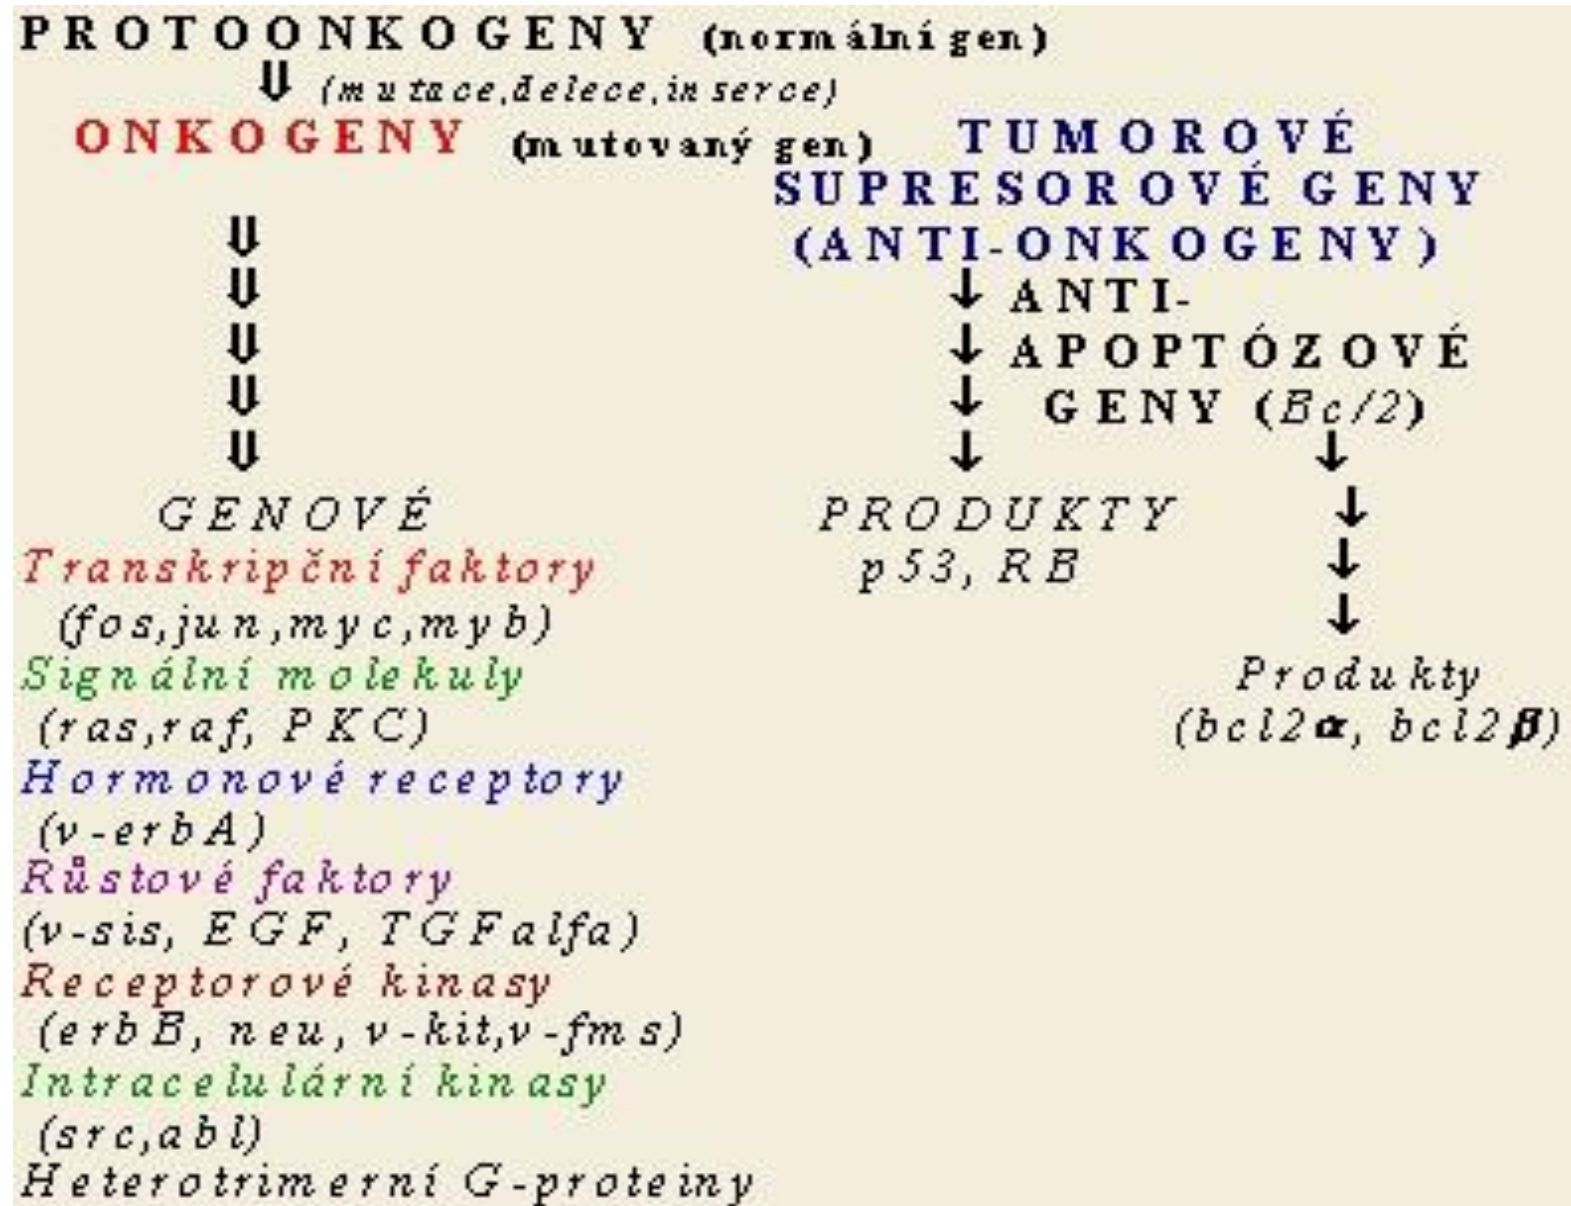 PROTOONKOGENY (normální gen)
⇓ (mutace,delece,inserce)
ONKOGENY (mutovaný gen)
TUMOROVÉ
SUPRESOROVÉ GENY
(ANTI-ONKOGENY)
⇓ ⇓ ⇓ ⇓ ⇓
↓ ANTI-
↓ APOPTÓZOVÉ
↓ GENY (Bc/2)
↓ ↓
GENOVÉ PRODUKTY ↓
p53, RB ↓
↓
Transkripční faktory
(fos,jun,myc,myb)
Signální molekuly
(ras,raf, PKC)
Hormonové receptory
(v-erbA)
Růstové faktory
(v-sis, EGF, TGFalfa)
Receptorové kinasy
(erbB, neu, v-kit,v-fms)
Intracelulární kinasy
(src,abl)
Heterotrimerní G-proteiny
Produkty
(bcl2α, bcl2β)